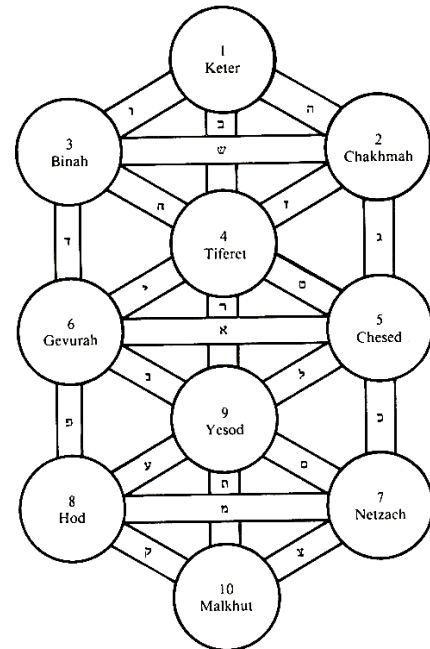 1
Keter
ו
ה
ב
3
Binah
ש
2
Chakhmah
ח
ז
4
Tiferet
ד
ג
י
ט
ר
6
Gevurah
א
5
Chesed
נ
ל
9
Yesod
פ
כ
ע
ס
ת
8
Hod
מ
7
Netzach
ק
צ
10
Malkhut